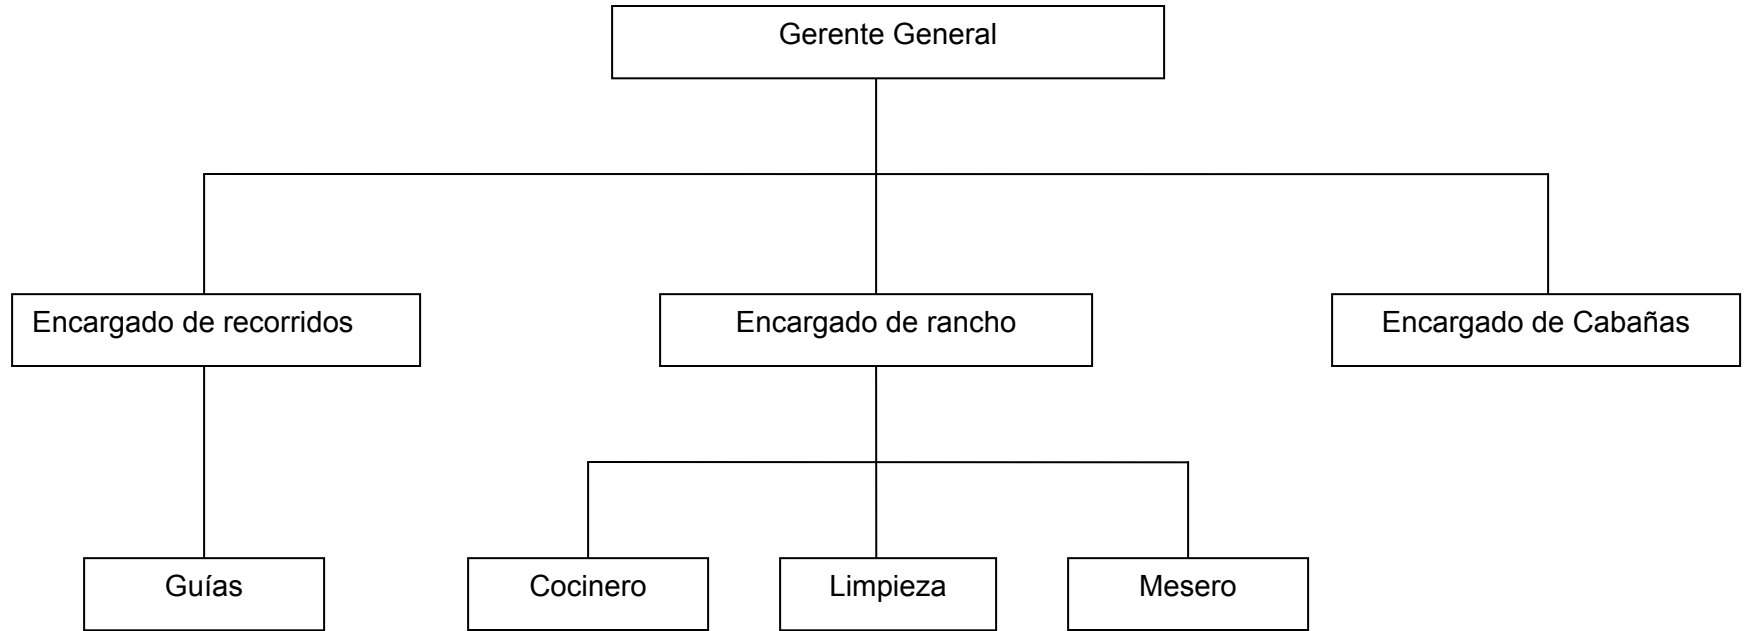 Gerente General
Encargado de recorridos
Encargado de rancho
Encargado de Cabañas
Guías
Cocinero
Limpieza
Mesero